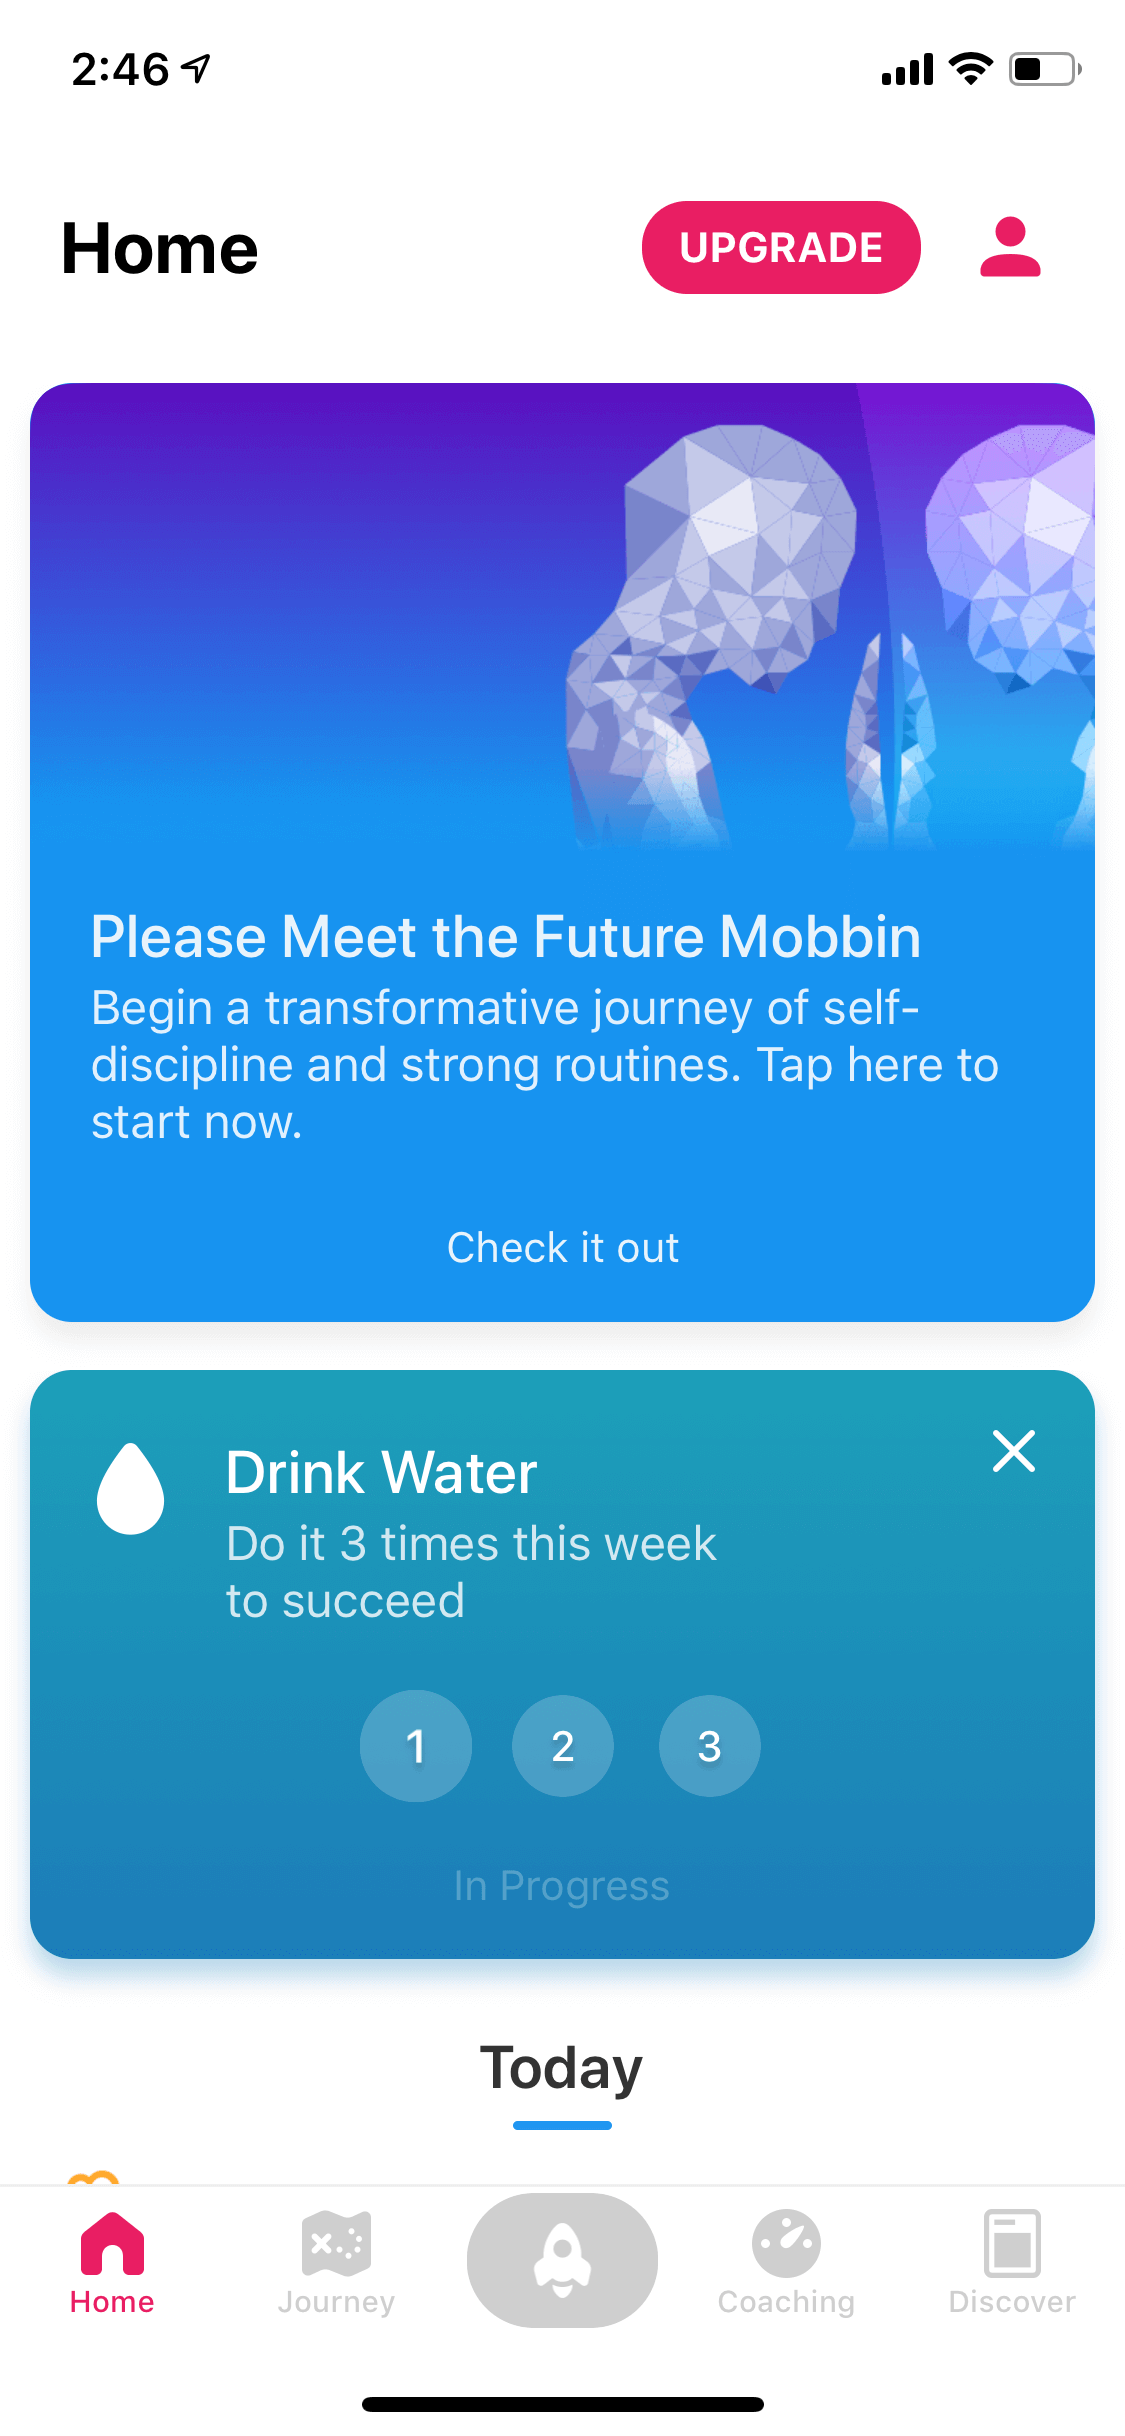 2:46
Home
UPGRADE
Please Meet the Future Mobbin
Begin a transformative journey of self-
discipline and strong routines. Tap here to
start now.
Check it out
Drink Water
Do it 3 times this week
to succeed
1
2
3
In Progress
Today
Home
Journey
Coaching
Discover